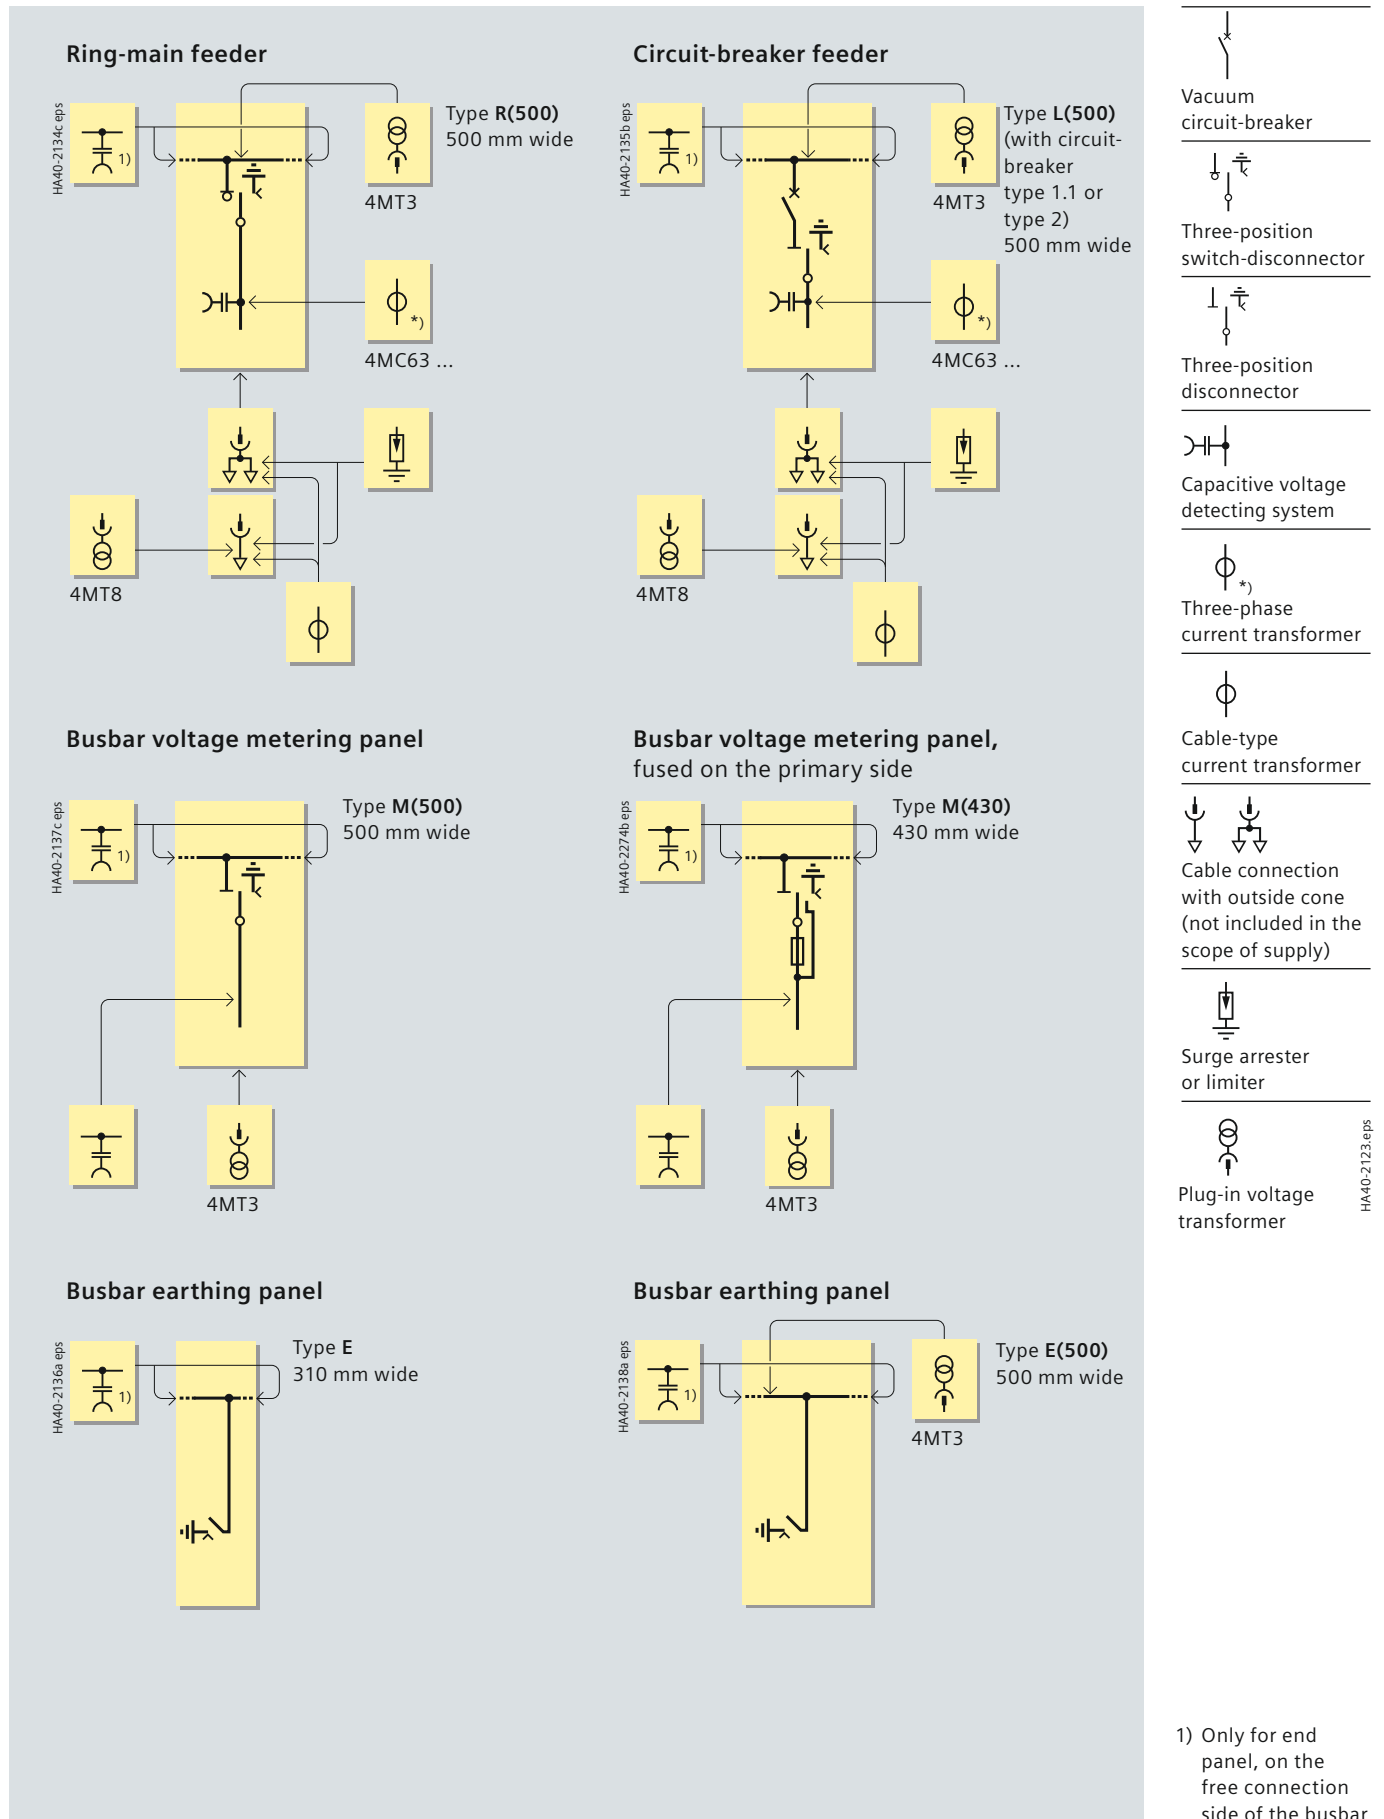 Ring-main feeder
HA40-2134c eps
1)
4MT3
Type R(500)
500 mm wide
*)
4MC63 ...
4MT8
Circuit-breaker feeder
HA40-2135b eps
1)
4MT3
Type L(500)
(with circuit-
breaker
type 1.1 or
type 2)
500 mm wide
*)
4MC63 ...
4MT8
Busbar voltage metering panel
HA40-2137c eps
1)
Type M(500)
500 mm wide
4MT3
Busbar voltage metering panel,
fused on the primary side
HA40-2274b eps
1)
Type M(430)
430 mm wide
4MT3
Busbar earthing panel
HA40-2136a eps
1)
Type E
310 mm wide
Busbar earthing panel
HA40-2138a eps
1)
4MT3
Type E(500)
500 mm wide
Vacuum
circuit-breaker
Three-position
switch-disconnector
Three-position
disconnector
Capacitive voltage
detecting system
*)
Three-phase
current transformer
Cable-type
current transformer
Cable connection
with outside cone
(not included in the
scope of supply)
Surge arrester
or limiter
Plug-in voltage
transformer
HA40-2123.eps
1) Only for end
panel, on the
free connection
side of the busbar